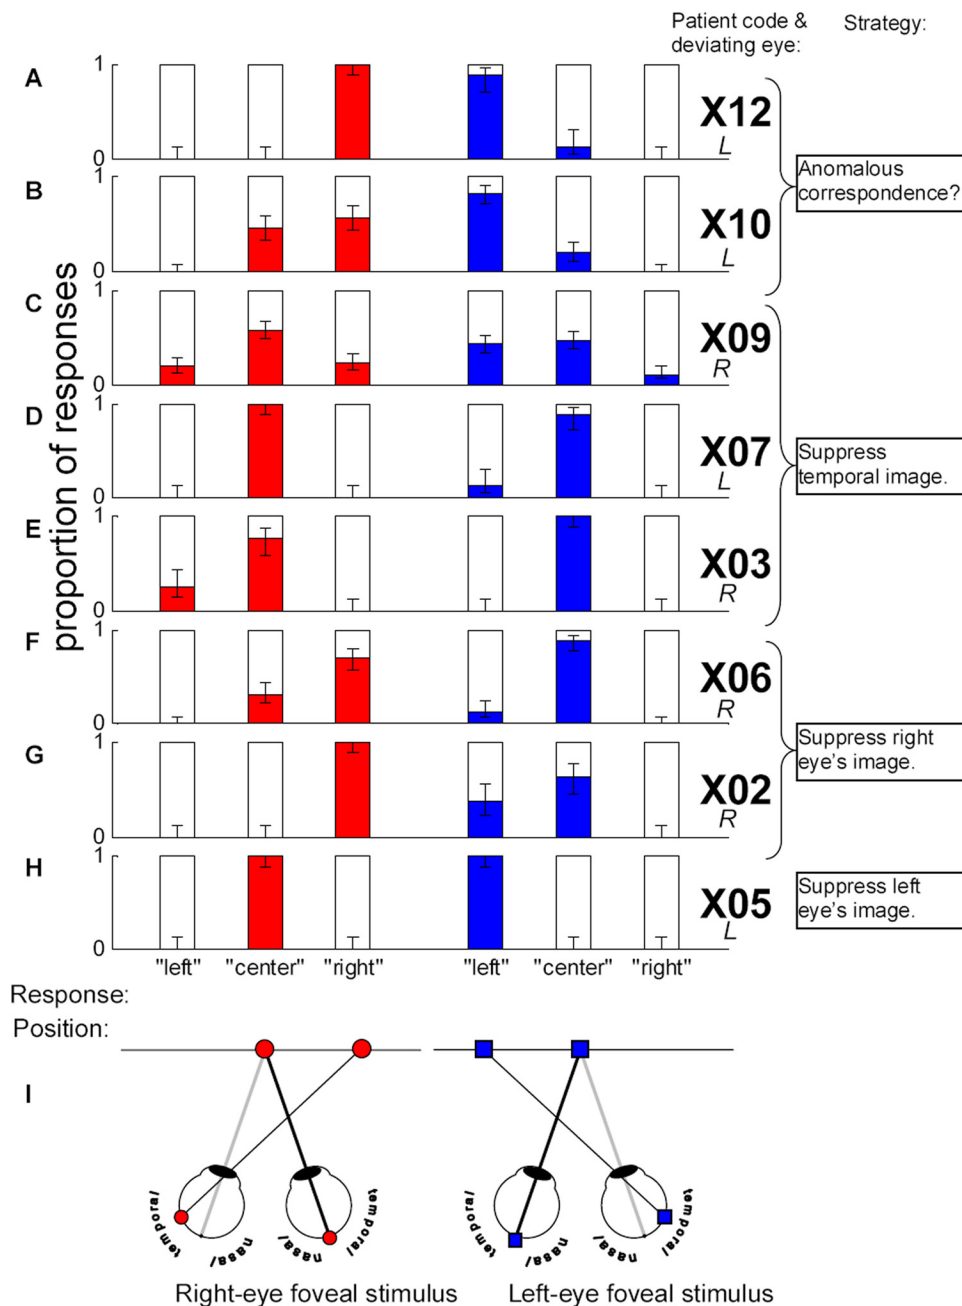 Patient code & Strategy:
deviating eye:
A
1
0
X12
L
Anomalous
correspondence?
B
1
0
X10
L
C
1
0
X09
R
D
1
0
X07
L
Suppress
temporal image.
E
1
0
X03
R
F
1
0
X06
R
Suppress right
eye's image.
G
1
0
X02
R
H
1
0
X05
L
Suppress left
eye's image.
proportion of responses
"left" "center" "right" "left" "center" "right"
Response:
Position:
I
temporal nasal nasal temporal temporal nasal nasal temporal
Right-eye foveal stimulus Left-eye foveal stimulus